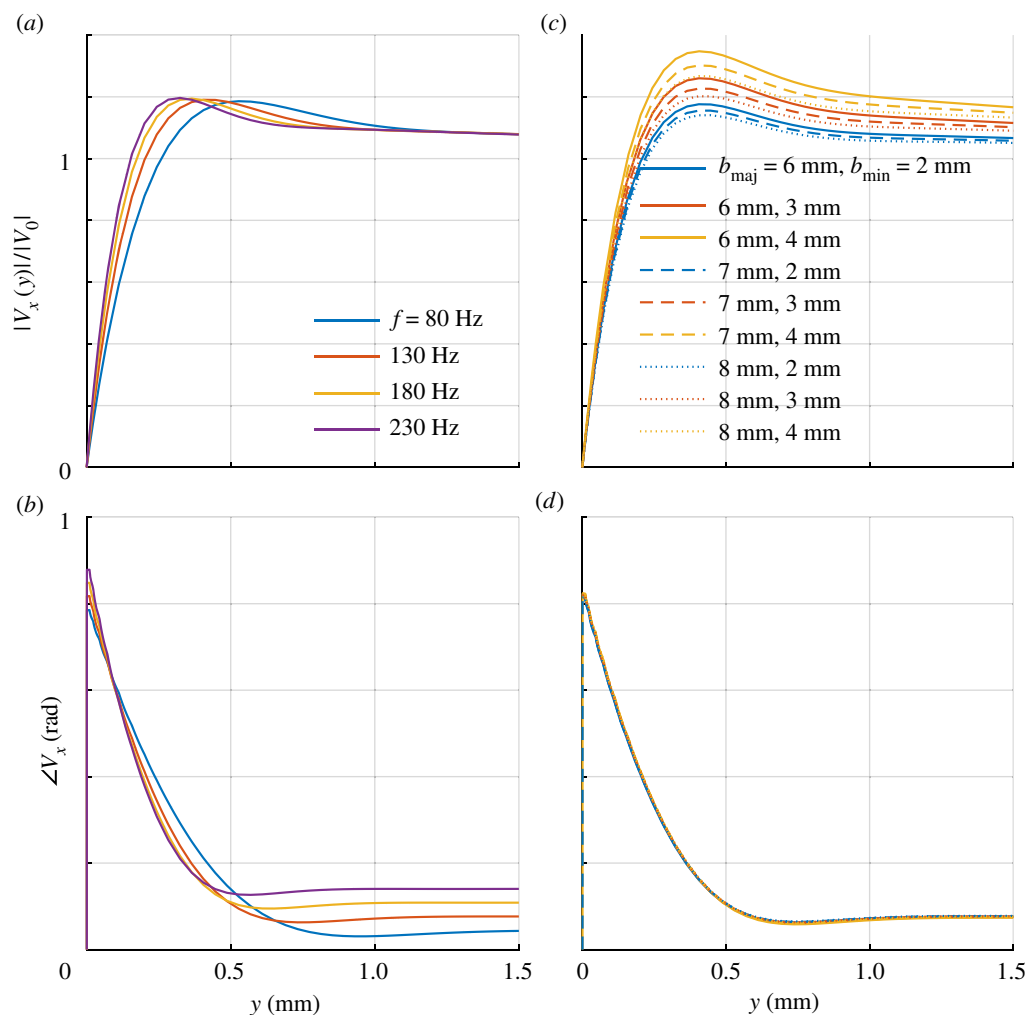 (a)
|V_x(y)|/|V_0|
1
0
f = 80 Hz
130 Hz
180 Hz
230 Hz
(c)
b_maj = 6 mm, b_min = 2 mm
6 mm, 3 mm
6 mm, 4 mm
7 mm, 2 mm
7 mm, 3 mm
7 mm, 4 mm
8 mm, 2 mm
8 mm, 3 mm
8 mm, 4 mm
(b)
∠V_x (rad)
1
0
0.5
1.0
1.5
y (mm)
(d)
0
0.5
1.0
1.5
y (mm)